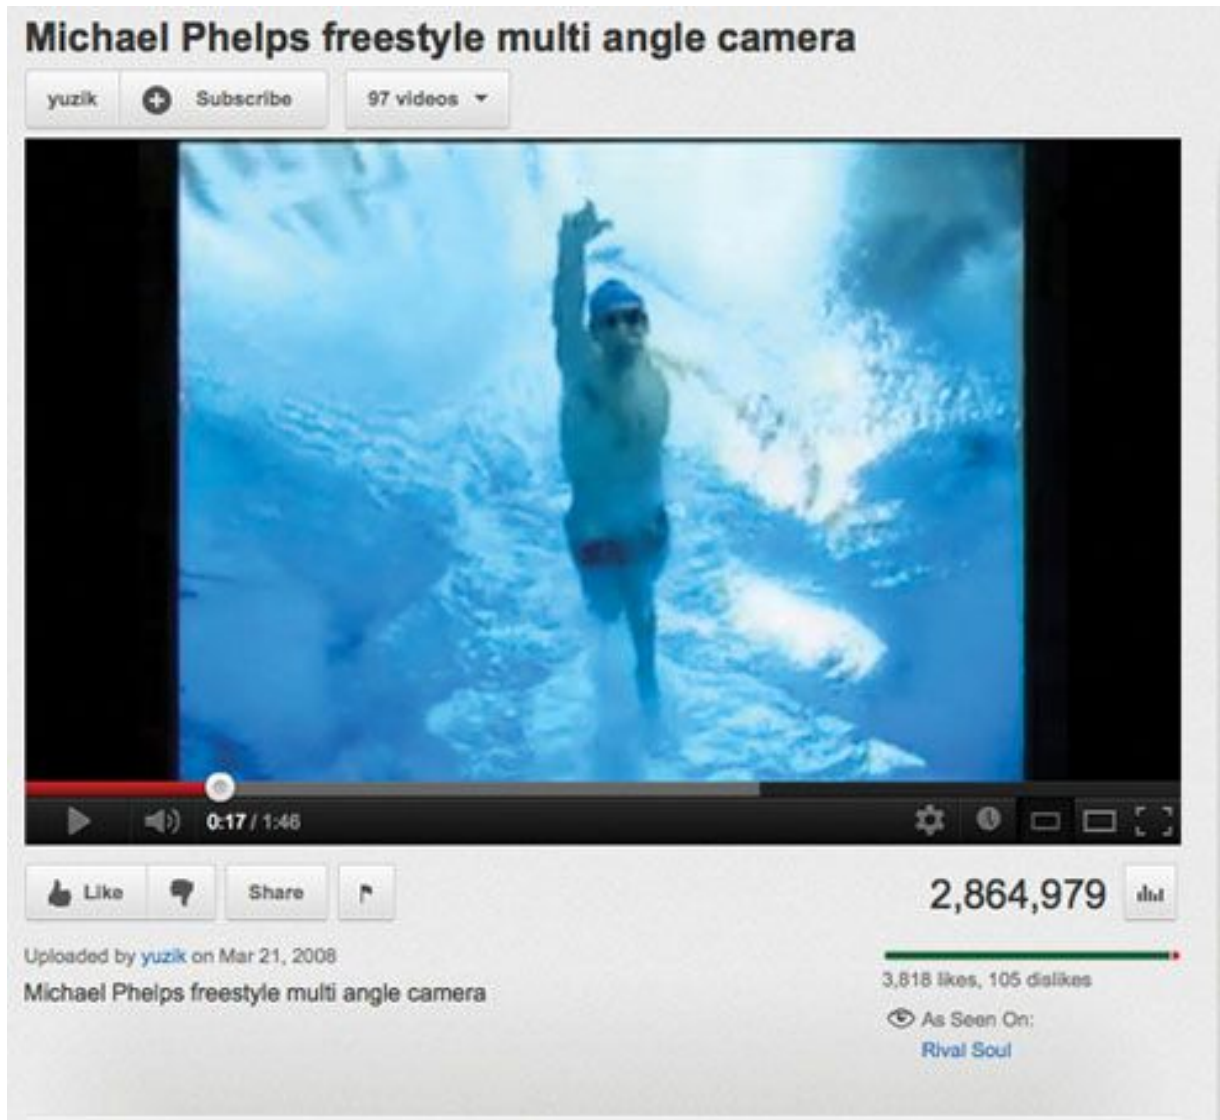 Michael Phelps freestyle multi angle camera
yuzik Subscribe 97 videos
0:17 / 1:46
Like Share 2,864,979
Uploaded by yuzik on Mar 21, 2008
3,818 likes, 105 dislikes
Michael Phelps freestyle multi angle camera
As Seen On:
Rival Soul